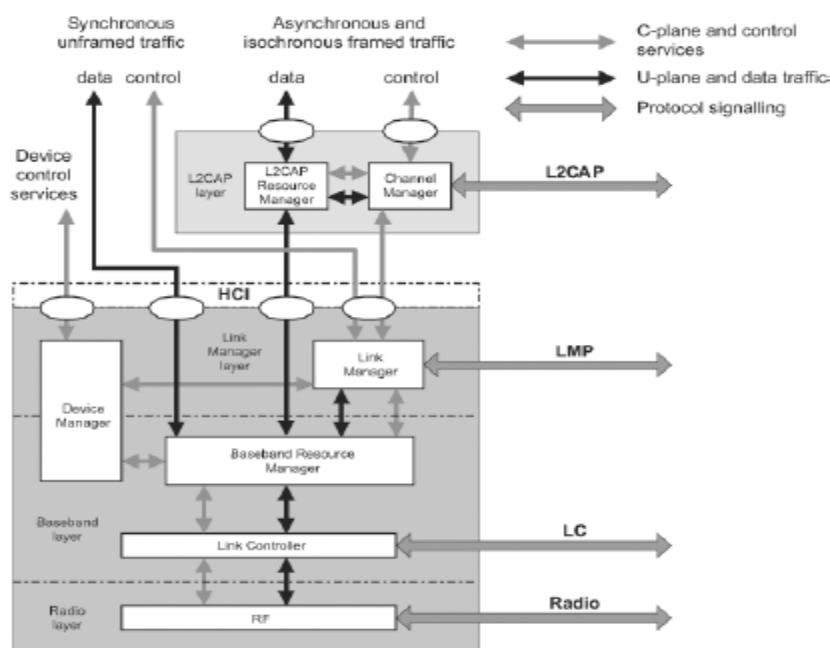 Synchronous
unframed traffic
Asynchronous and
isochronous framed traffic
data control
data
control
C-plane and control
services
U-plane and data traffic
Protocol signalling
Device
control
services
L2CAP
layer
L2CAP
Resource
Manager
Channel
Manager
L2CAP
HCI
Link
Manager
layer
Link
Manager
LMP
Device
Manager
Baseband Resource
Manager
Baseband
layer
Link Controller
LC
Radio
layer
RF
Radio